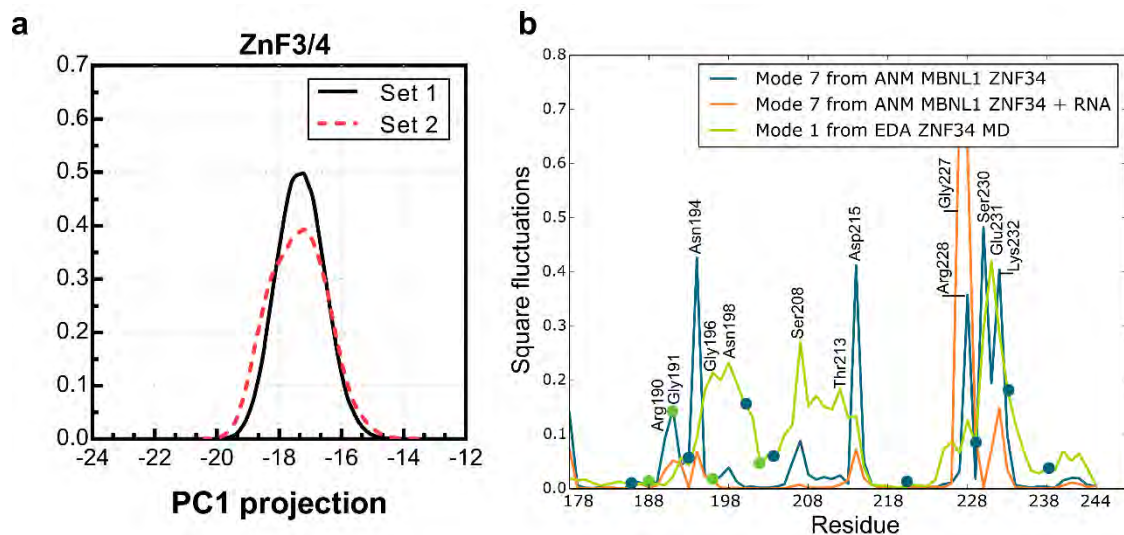 a
ZnF3/4
0.7
0.6
0.5
0.4
0.3
0.2
0.1
0.0
Set 1
Set 2
-24 -22 -20 -18 -16 -14 -12
PC1 projection
b
0.8
0.7
0.6
0.5
0.4
0.3
0.2
0.1
0.0
Square fluctuations
Mode 7 from ANM MBNL1 ZNF34
Mode 7 from ANM MBNL1 ZNF34 + RNA
Mode 1 from EDA ZNF34 MD
Arg190
Gly191
Asn194
Gly196
Asn198
Ser208
Thr213
Asp215
Arg228
Gly227
Ser230
Glu231
Lys232
178 188 198 208 218 228 238 244
Residue